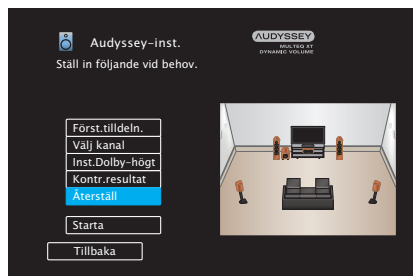 Audyssey-inst.
AUDYSSEY
MULTEQ XT
DYNAMIC VOLUME
Ställ in följande vid behov.
Först.tilldeln.
Välj kanal
Inst.Dolby-högt
Kontr.resultat
Återställ
Starta
Tillbaka